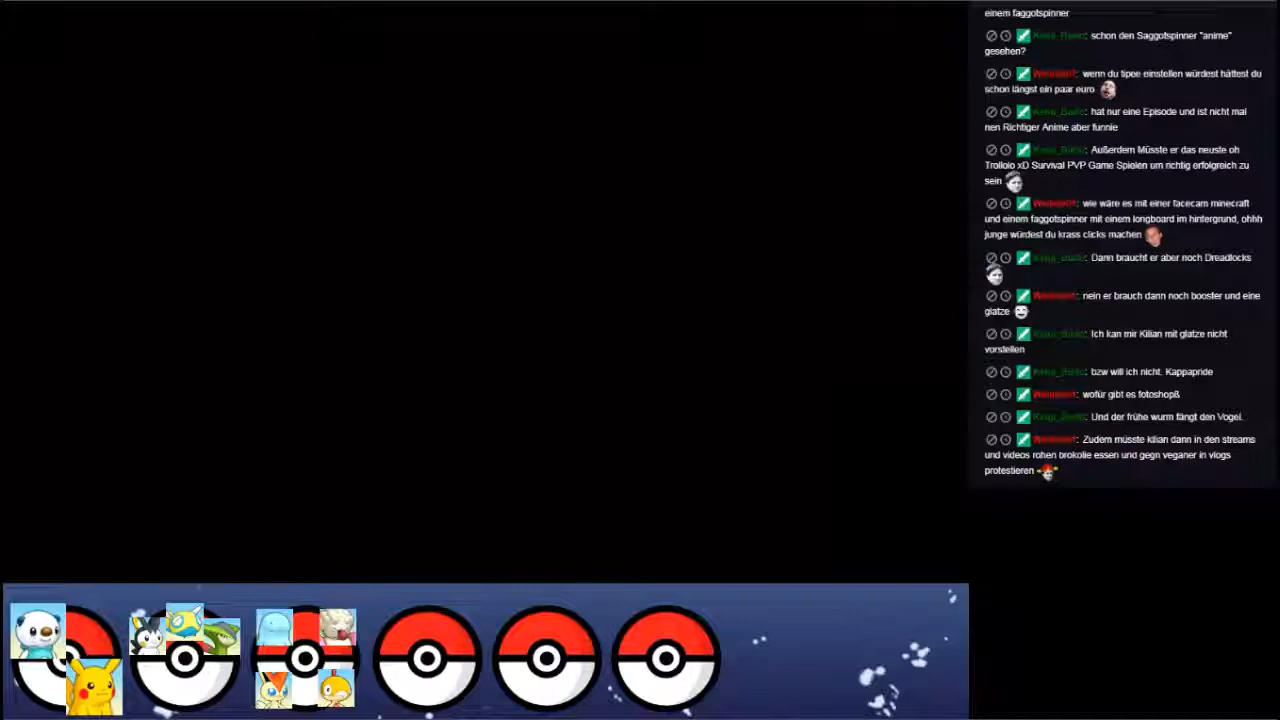 einem faggotspinner
: schon den Saggotspinner "anime"
gesehen?
: wenn du tipee einstellen würdest hättest du
schon längst ein paar euro
: hat nur eine Episode und ist nicht mal
nen Richtiger Anime aber funnie
: Außerdem Müsste er das neuste oh
Trollolo xD Survival PVP Game Spielen um richtig erfolgreich zu
sein
: wie wäre es mit einer facecam minecraft
und einem faggotspinner mit einem longboard im hintergrund, ohhh
junge würdest du krass clicks machen
: Dann braucht er aber noch Dreadlocks
: nein er brauch dann noch booster und eine
glatze
: Ich kan mir Kilian mit glatze nicht
vorstellen
: bzw will ich nicht. Kappapride
: wofür gibt es fotoshopß
: Und der frühe wurm fängt den Vogel.
: Zudem müsste kilian dann in den streams
und videos rohen brokolie essen und gegn veganer in vlogs
protestieren